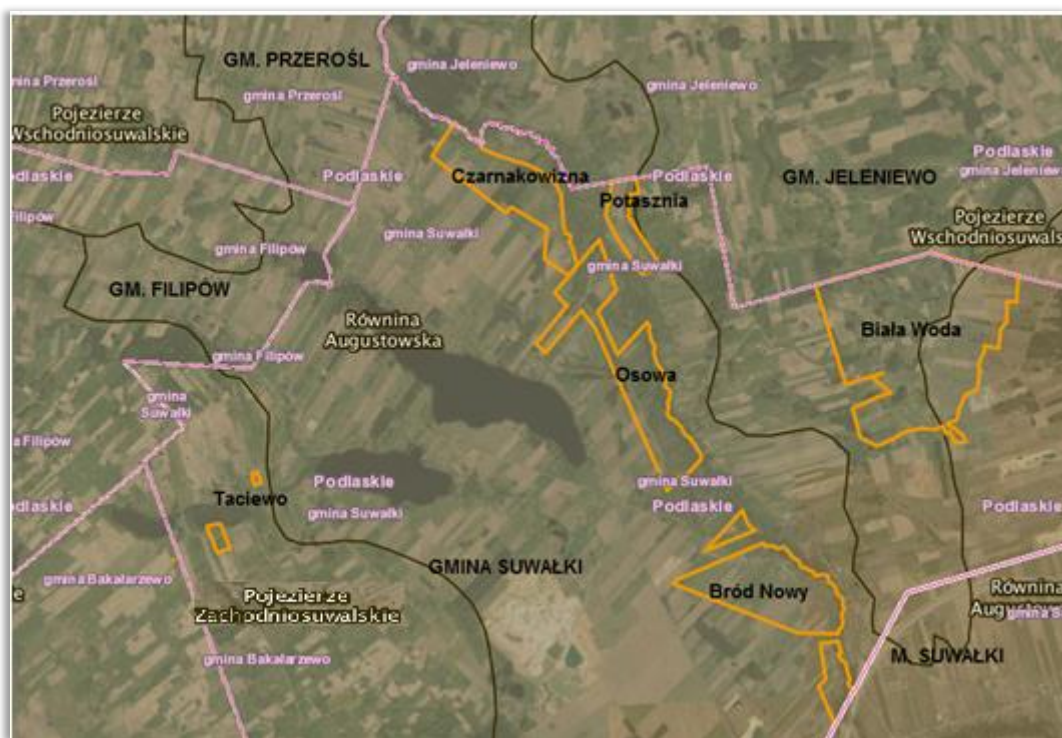 GM. PRZEROŚL
gmina Jeleniewo
gmina Przerośl
gmina Przerośl
gmina Jeleniewo
Pojezierze
Wschodniosuwalskie
Podlaskie
Podlaskie
Czarnakowizna
Podlaskie
Podlaskie
gmina Jeleniewo
GM. JELENIEWO
Potasznia
Filipów
gmina Suwałki
gmina Filipów
Pojezierze
Wschodniosuwalskie
gmina Suwałki
GM. FILIPÓW
Równina
Augustowska
Biała Woda
gmina Filipów
Osowa
gmina
Suwałki
Filipów
Taciewo
Podlaskie
gmina Suwałki
gmina Suwałki
Podlaskie
Podlaskie
Podlaskie
GMINA SUWAŁKI
gmina Bakałarzewo
Bród Nowy
Pojezierze
Zachodniosuwalskie
Równina
Augustowska
M. SUWAŁKI
gmina Bakałarzewo